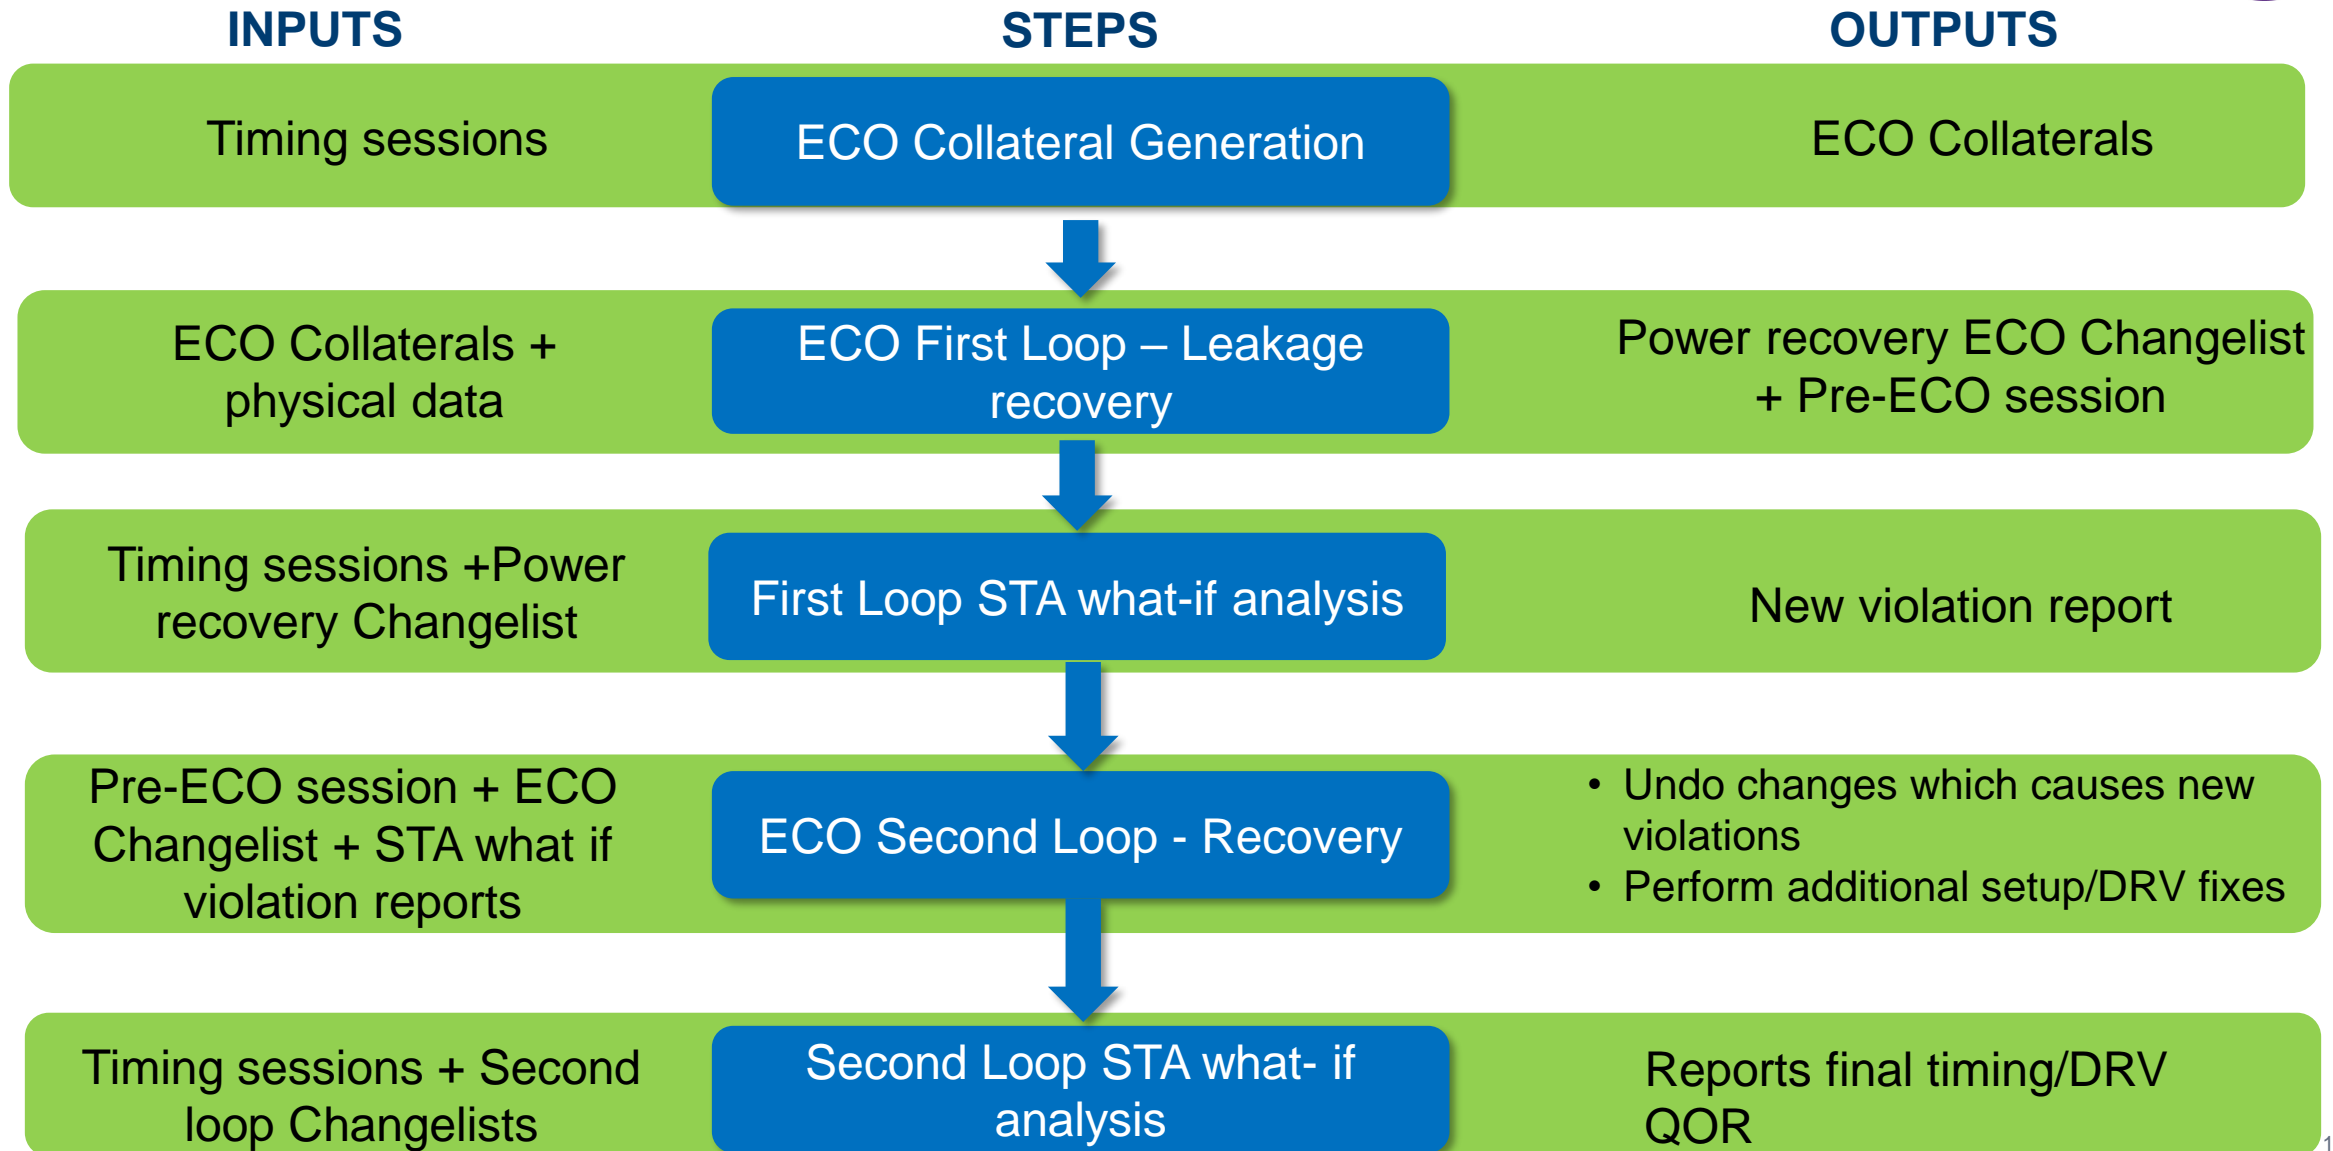 INPUTS
STEPS
OUTPUTS
Timing sessions
ECO Collateral Generation
ECO Collaterals
ECO Collaterals +
physical data
ECO First Loop – Leakage
recovery
Power recovery ECO Changelist
+ Pre-ECO session
Timing sessions +Power
recovery Changelist
First Loop STA what-if analysis
New violation report
Pre-ECO session + ECO
Changelist + STA what if
violation reports
ECO Second Loop - Recovery
• Undo changes which causes new
violations
• Perform additional setup/DRV fixes
Timing sessions + Second
loop Changelists
Second Loop STA what- if
analysis
Reports final timing/DRV
QOR
1